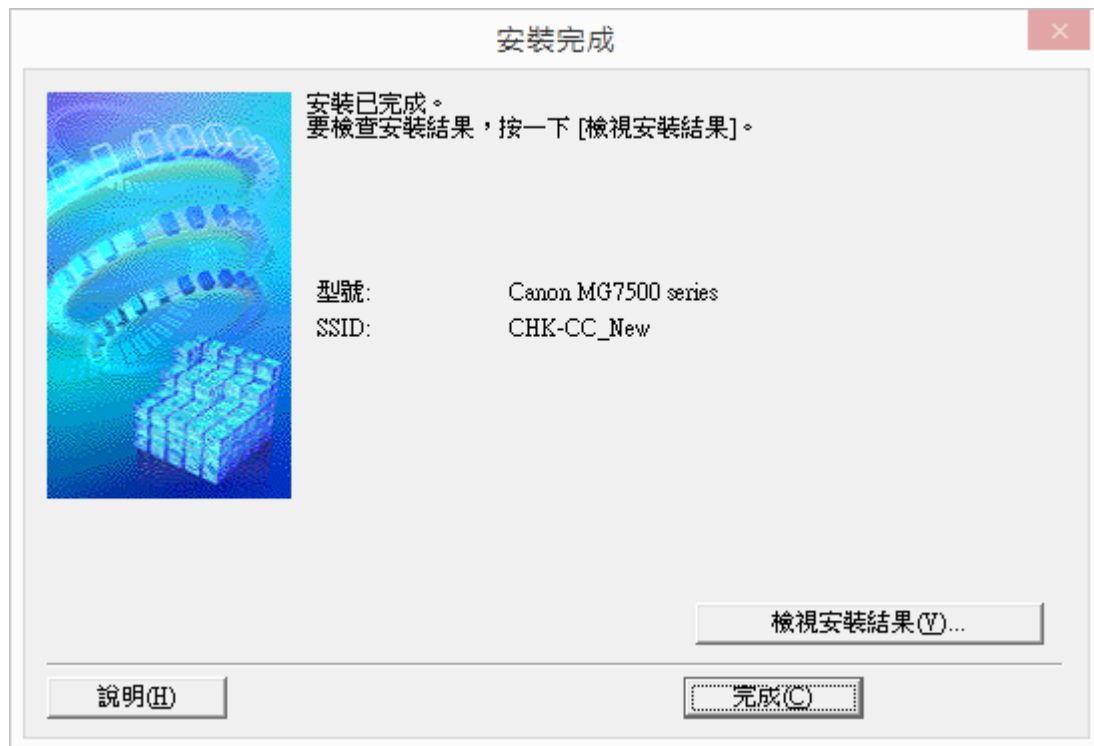 安裝完成
安裝已完成。
要檢查安裝結果，按一下 [檢視安裝結果]。
型號: Canon MG7500 series
SSID: CHK-CC_New
檢視安裝結果(V)...
說明(H) 完成(C)